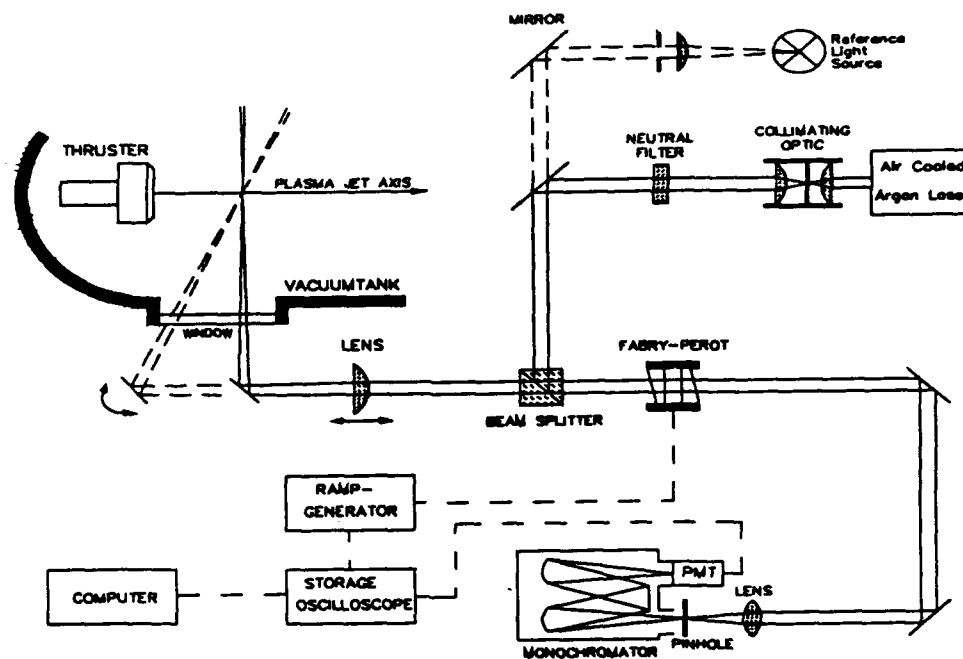 MIRROR
Reference
Light
Source
THRUSTER
NEUTRAL
FILTER
COLLIMATING
OPTIC
Air Cooled
Argon Laser
PLASMA JET AXIS
VACUUMTANK
WINDOW
LENS
FABRY-PEROT
BEAM SPLITTER
RAMP-
GENERATOR
COMPUTER
STORAGE
OSCILLOSCOPE
PMT
LENS
PINHOLE
MONOCHROMATOR